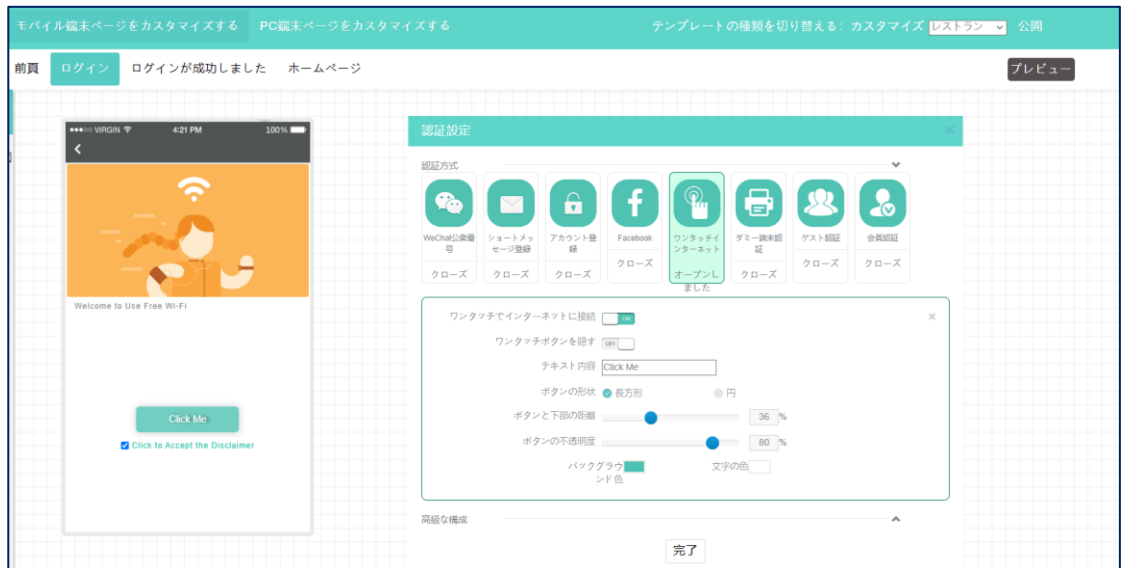 モバイル端末ページをカスタマイズする PC端末ページをカスタマイズする テンプレートの種類を切り替える: カスタマイズ レストラン 公開
前頁 ログイン ログインが成功しました ホームページ プレビュー
VIRGIN 4:21 PM 100%
Welcome to Use Free Wi-Fi
Click Me
Click to Accept the Disclaimer
認証設定
認証方式
WeChat公衆番号
クローズ
ショートメッセージ登録
クローズ
アカウント登録
クローズ
Facebook
クローズ
ワンタッチインターネット
オープンしました
ダミー端末認証
クローズ
ゲスト認証
クローズ
会員認証
クローズ
ワンタッチでインターネットに接続 ON
ワンタッチボタンを隠す OFF
テキスト内容 Click Me
ボタンの形状 長方形 円
ボタンと下部の距離 36 %
ボタンの不透明度 80 %
バックグラウンド色 文字の色
高級な構成
完了